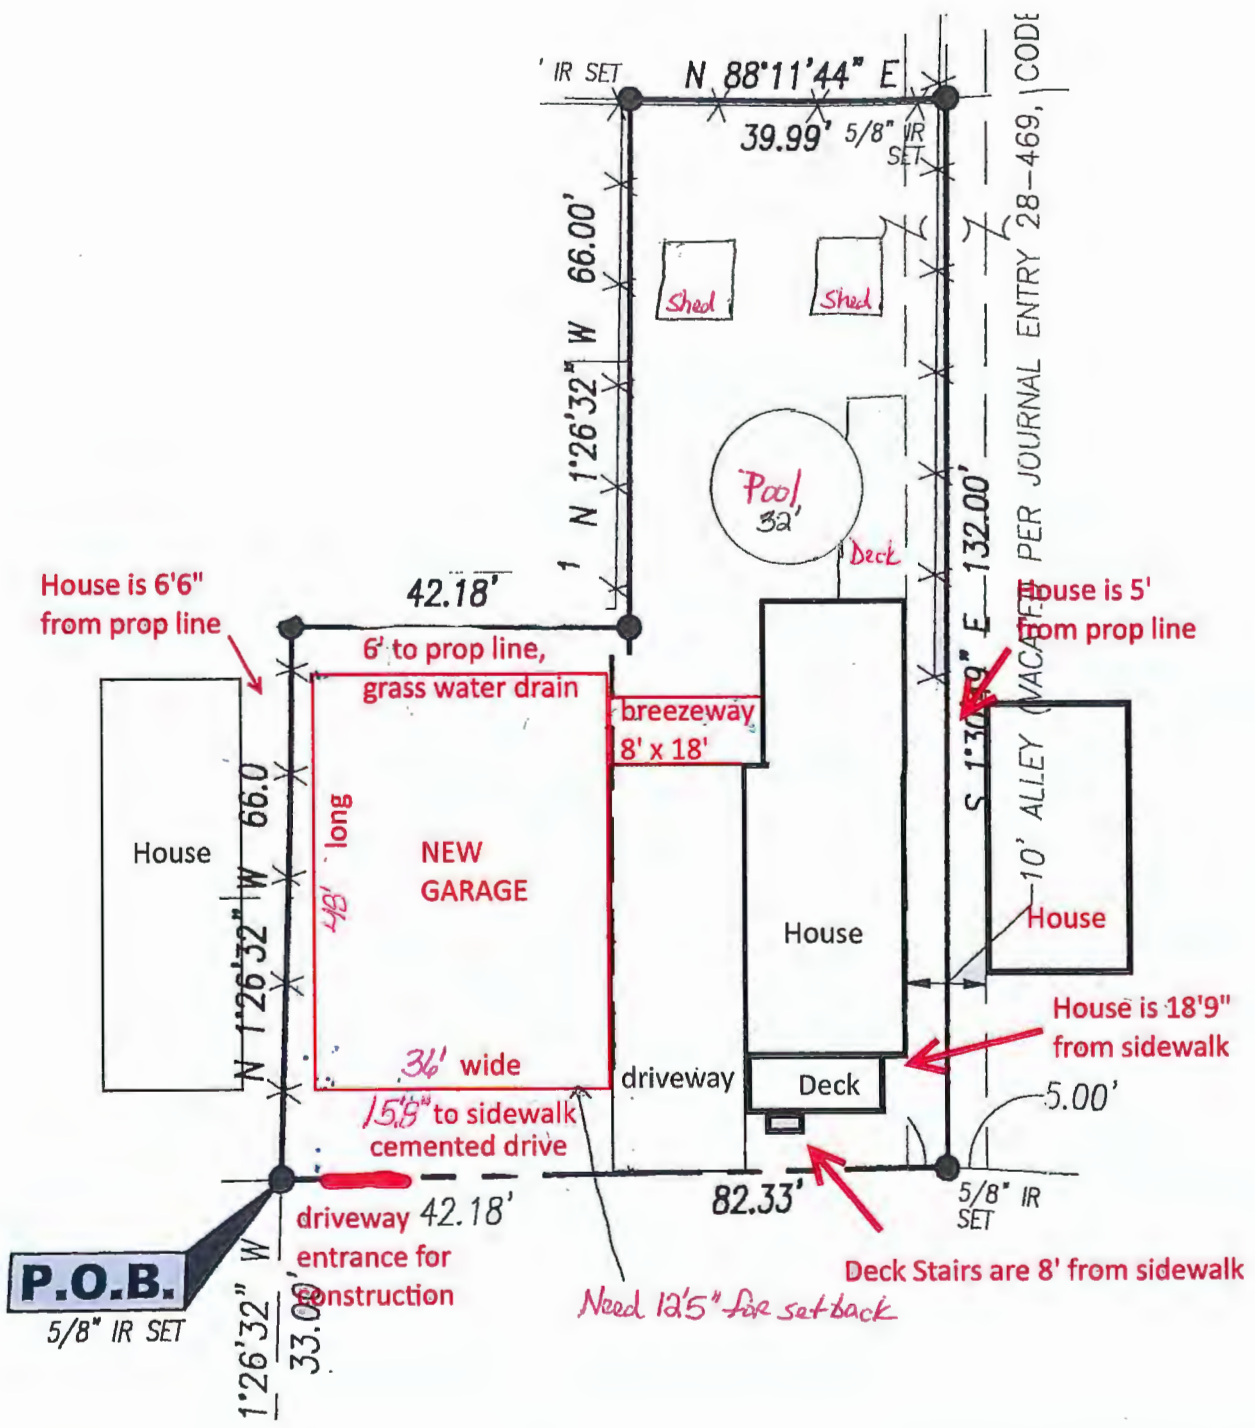 ' IR SET
N 88°11'44" E
39.99'
5/8" IR
SET
CODE
10' ALLEY (VACATED PER JOURNAL ENTRY 28-469,
N 1°26'32" W 66.00'
1
Shed
Shed
Pool
32'
Deck
S 1°30' E 132.00'
House is 6'6"
from prop line
42.18'
House is 5'
from prop line
6' to prop line,
grass water drain
breezeway
8' x 18'
House
N 1°26'32" W 66.0
48' long
NEW
GARAGE
House
House
House is 18'9"
from sidewalk
36' wide
driveway
Deck
5.00'
15'8" to sidewalk
cemented drive
42.18'
82.33'
5/8" IR
SET
driveway
entrance for
construction
P.O.B.
5/8" IR SET
1°26'32" W
33.00'
Deck Stairs are 8' from sidewalk
Need 12'5" for setback